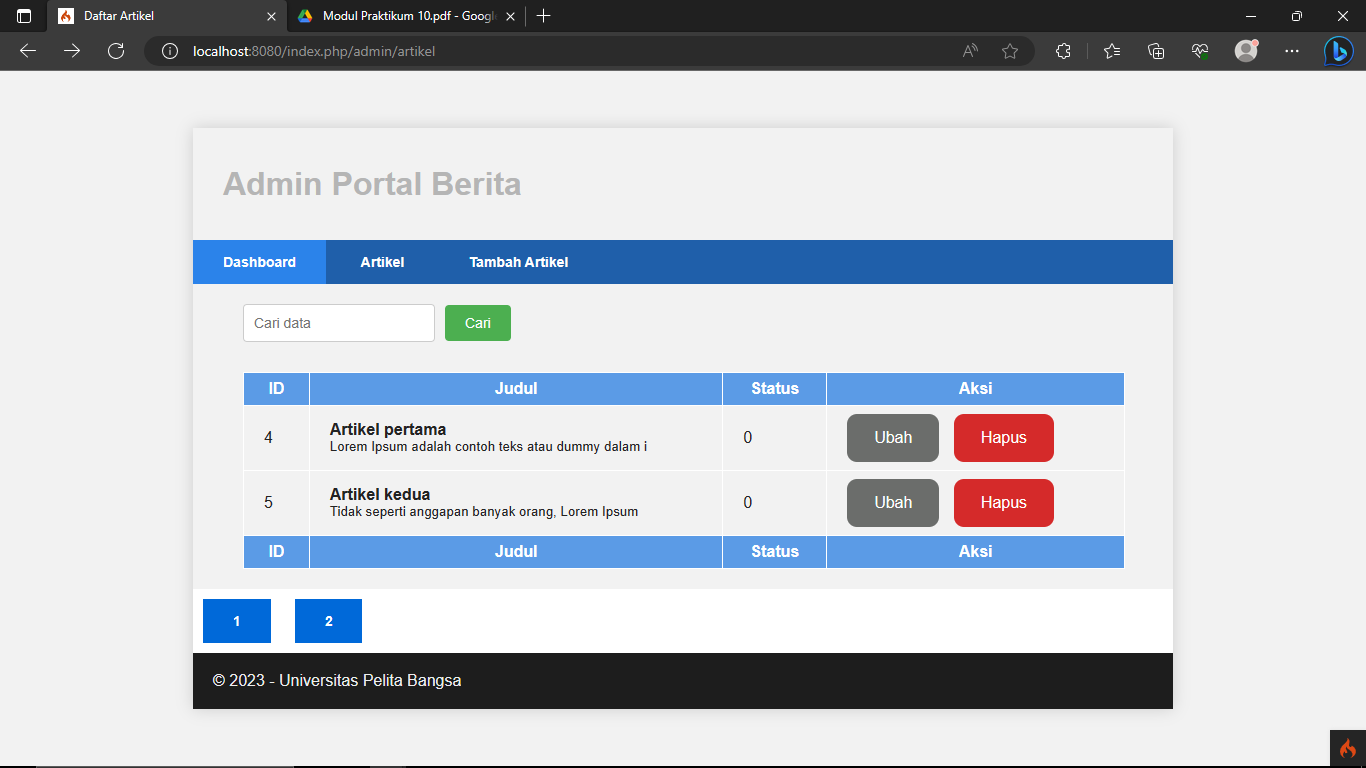 Daftar Artikel
Modul Praktikum 10.pdf - Google
localhost:8080/index.php/admin/artikel
Admin Portal Berita
Dashboard Artikel Tambah Artikel
Cari data Cari
ID Judul Status Aksi
4 Artikel pertama 0 Ubah Hapus
Lorem Ipsum adalah contoh teks atau dummy dalam i
5 Artikel kedua 0 Ubah Hapus
Tidak seperti anggapan banyak orang, Lorem Ipsum
ID Judul Status Aksi
1 2
© 2023 - Universitas Pelita Bangsa